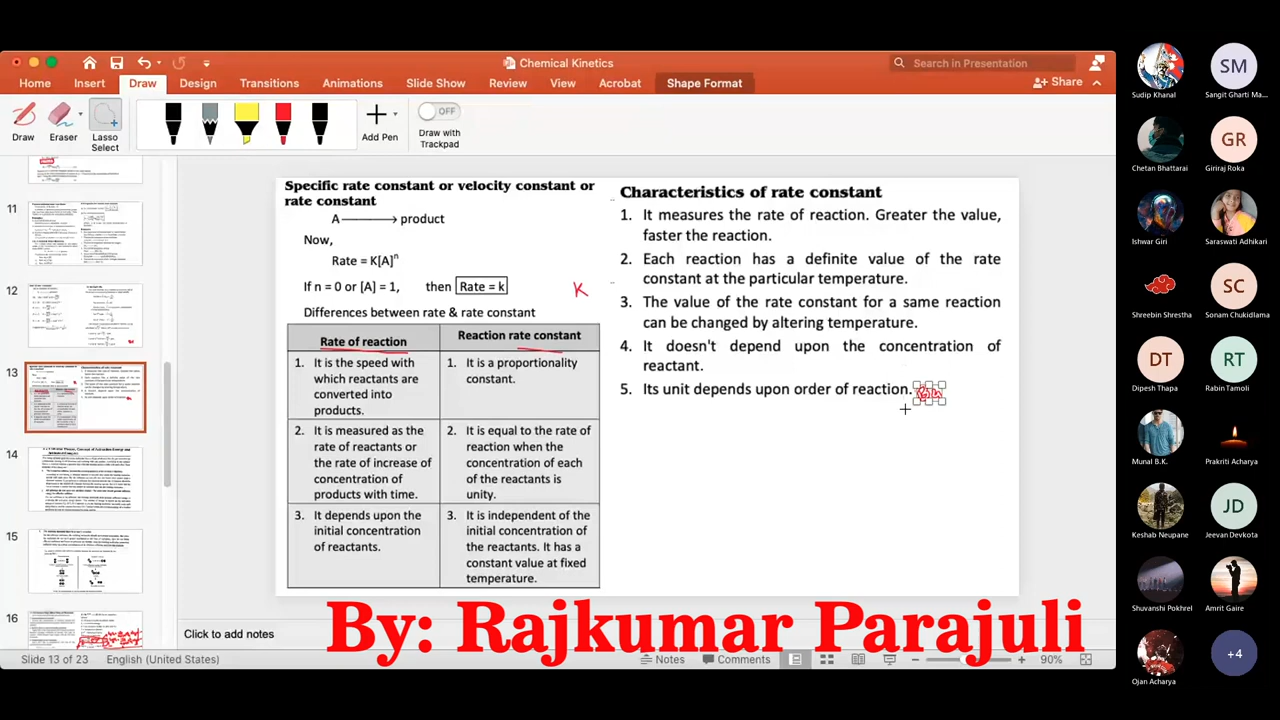 Chemical Kinetics
Search in Presentation
Home Insert Draw Design Transitions Animations Slide Show Review View Acrobat Shape Format
Share
Draw
Eraser
Lasso
Select
Add Pen
OFF
Draw with
Trackpad
11
12
13
14
15
16
Specific rate constant or velocity constant or
rate constant
A → product
Now,
Rate = K[A]ⁿ
If n = 0 or [A] = 1, then Rate = k
K
Differences between rate & rate constant
Rate of reaction
1. It is the speed with
which reactants are
converted into
products.
2. It is measured as the
rate of reactants or
the rate of increase of
concentration of
products with time.
3. It depends upon the
initial concentration
of reactants.
Reaction rate constant
1. It is a proportionality
constant.
2. It is equal to the rate of
reaction when the
concentration of each
of the reactants is
unity.
3. It is independent of the
initial concentration of
the reactants. It has a
constant value at fixed
temperature.
Characteristics of rate constant
1. It measures the rate of reaction. Greater the value,
faster the reaction.
2. Each reaction has a definite value of the rate
constant at the particular temperature.
3. The value of the rate constant for a same reaction
can be changed by altering temperature.
4. It doesn't depend upon the concentration of
reactant.
5. Its unit depends upon order of reaction.
By: Rajkumar Parajuli
Click to add notes
Slide 13 of 23
English (United States)
Notes
Comments
90%
Sudip Khanal
SM
Sangit Gharti Ma...
Chetan Bhattarai
GR
Giriraj Roka
Ishwar Giri
Saraswati Adhikari
Shreebin Shrestha
SC
Sonam Chukidlama
DT
Dipesh Thapa
RT
Rabin Tamoli
Munal B.K.
Prakriti Acharya
Keshab Neupane
JD
Jeevan Devkota
Shuvanshi Pokhrel
Amrit Gaire
Ojan Acharya
+4